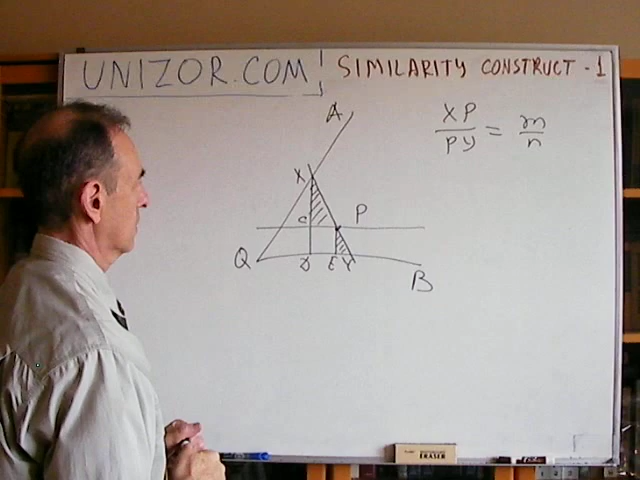 UNIZOR.COM! SIMILARITY CONSTRUCT - 1
A
XP/PY = m/n
X
C P
Q D E Y B
ERASER